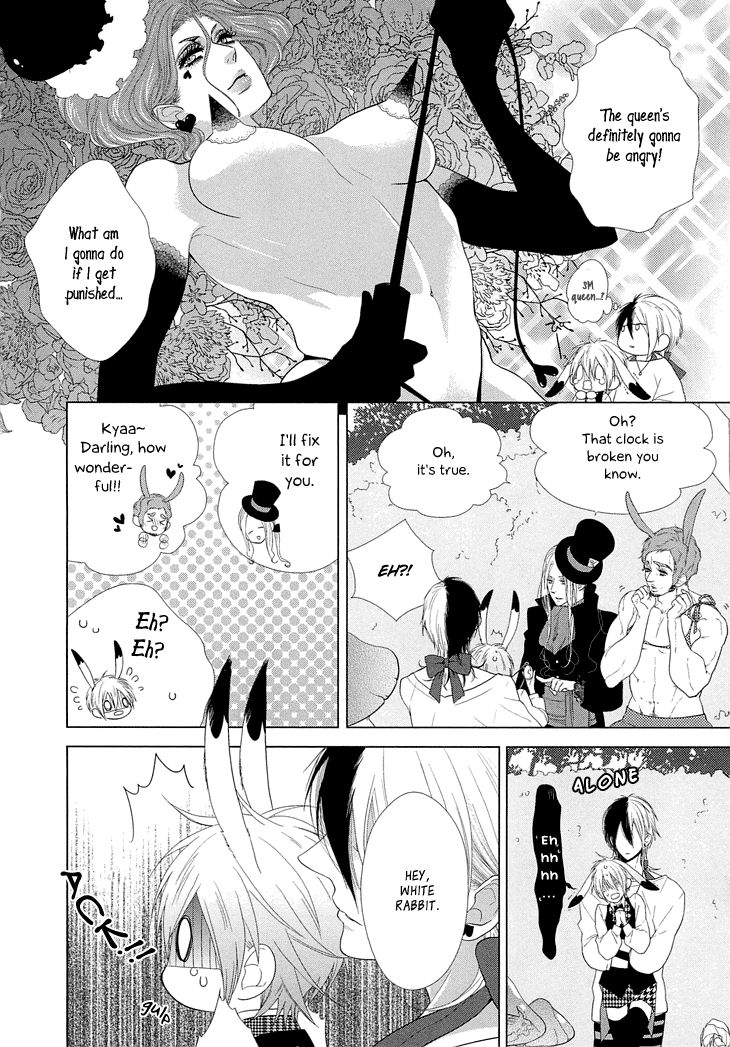 The queen's
definitely gonna
be angry!
What am
I gonna do
if I get
punished...
SM
queen...?
Oh?
That clock is
broken you
know.
Oh,
it's true.
EH?!
I'll fix
it for
you.
Kyaa~
Darling, how
wonder-
ful!!
Eh?
Eh?
ALONE
Eh
hh
hh
...
HEY,
WHITE
RABBIT.
ACK!!
gulp